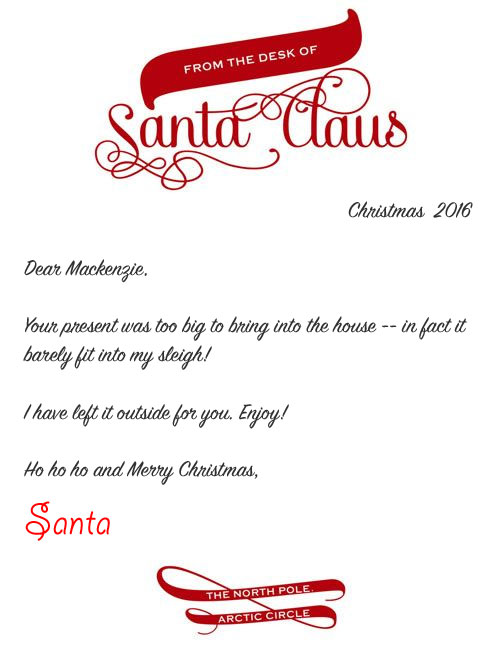 FROM THE DESK OF
Santa Claus
Christmas 2016
Dear Mackenzie,
Your present was too big to bring into the house -- in fact it
barely fit into my sleigh!
I have left it outside for you. Enjoy!
Ho ho ho and Merry Christmas,
Santa
THE NORTH POLE,
ARCTIC CIRCLE